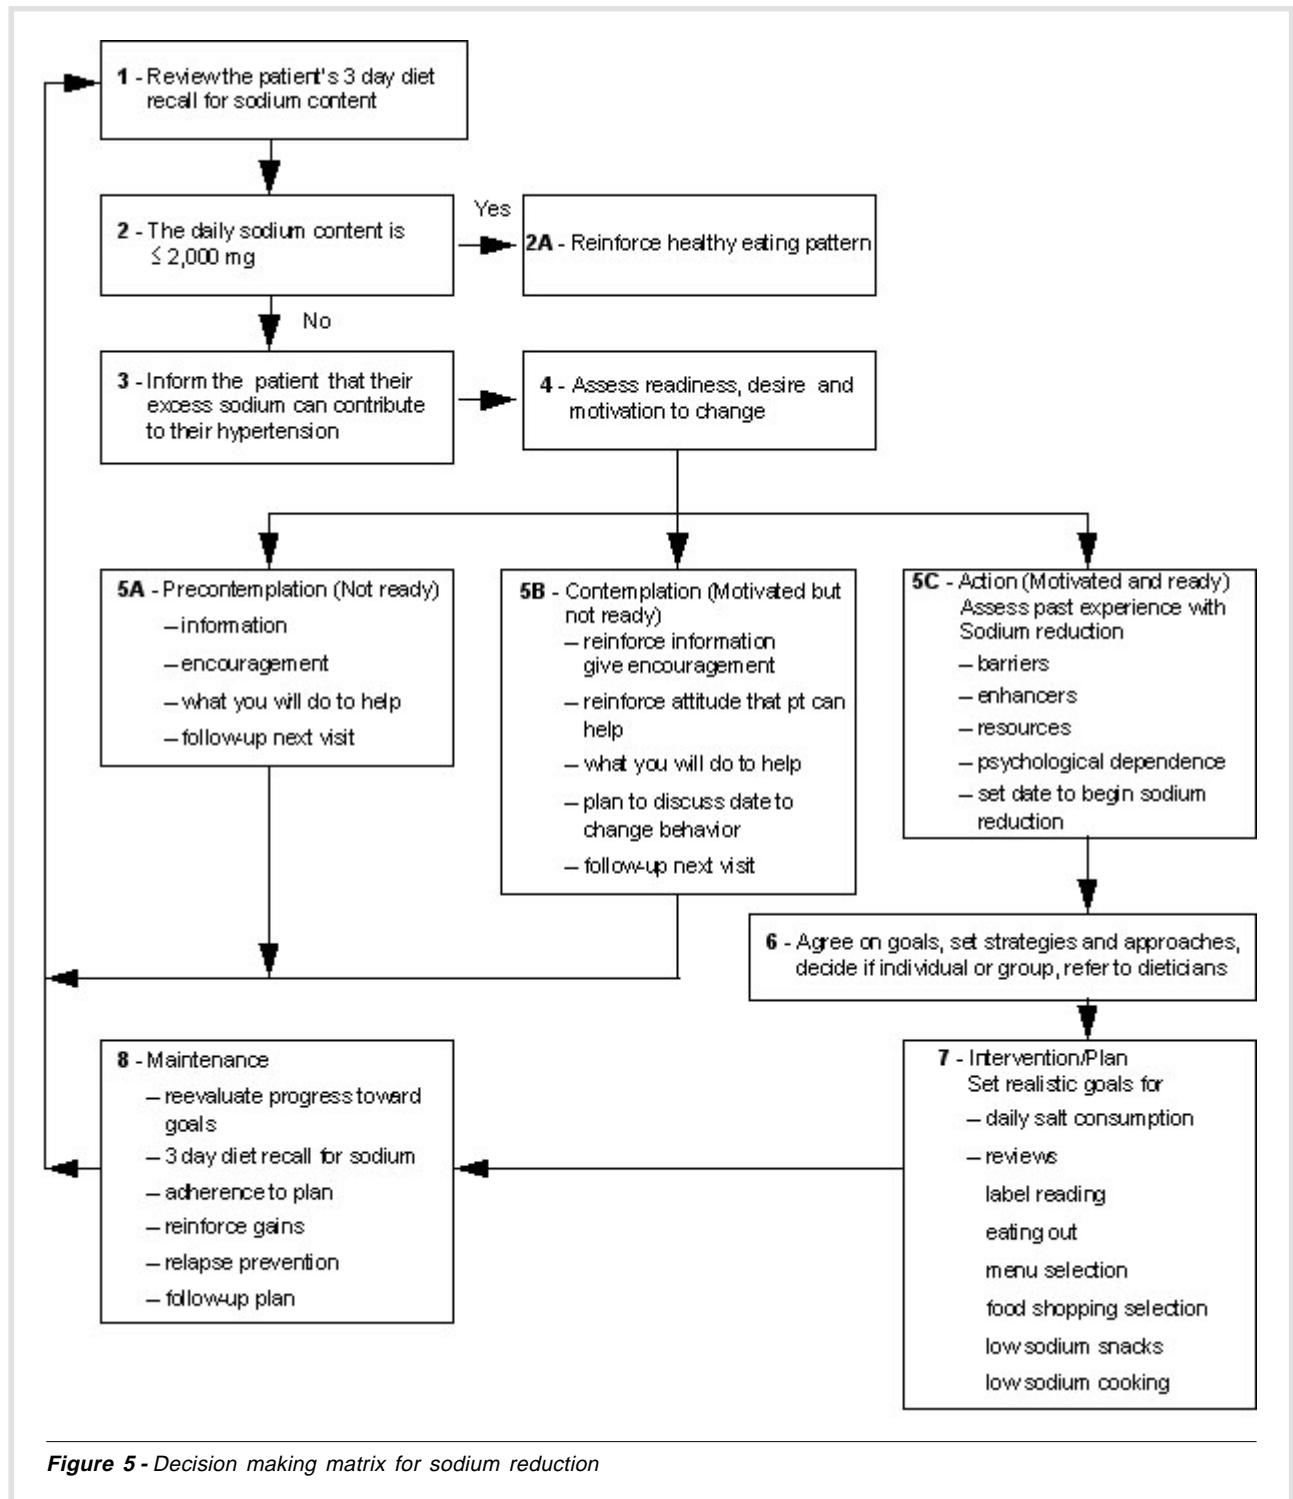 1 - Review the patient's 3 day diet
recall for sodium content
2 - The daily sodium content is
≤ 2,000 mg
Yes
2A - Reinforce healthy eating pattern
No
3 - Inform the patient that their
excess sodium can contribute
to their hypertension
4 - Assess readiness, desire and
motivation to change
5A - Precontemplation (Not ready)
– information
– encouragement
– what you will do to help
– follow-up next visit
5B - Contemplation (Motivated but
not ready)
– reinforce information
give encouragement
– reinforce attitude that pt can
help
– what you will do to help
– plan to discuss date to
change behavior
– follow-up next visit
5C - Action (Motivated and ready)
Assess past experience with
Sodium reduction
– barriers
– enhancers
– resources
– psychological dependence
– set date to begin sodium
reduction
6 - Agree on goals, set strategies and approaches,
decide if individual or group, refer to dieticians
8 - Maintenance
– reevaluate progress toward
goals
– 3 day diet recall for sodium
– adherence to plan
– reinforce gains
– relapse prevention
– follow-up plan
7 - Intervention/Plan
Set realistic goals for
– daily salt consumption
– reviews
label reading
eating out
menu selection
food shopping selection
low sodium snacks
low sodium cooking
Figure 5 - Decision making matrix for sodium reduction